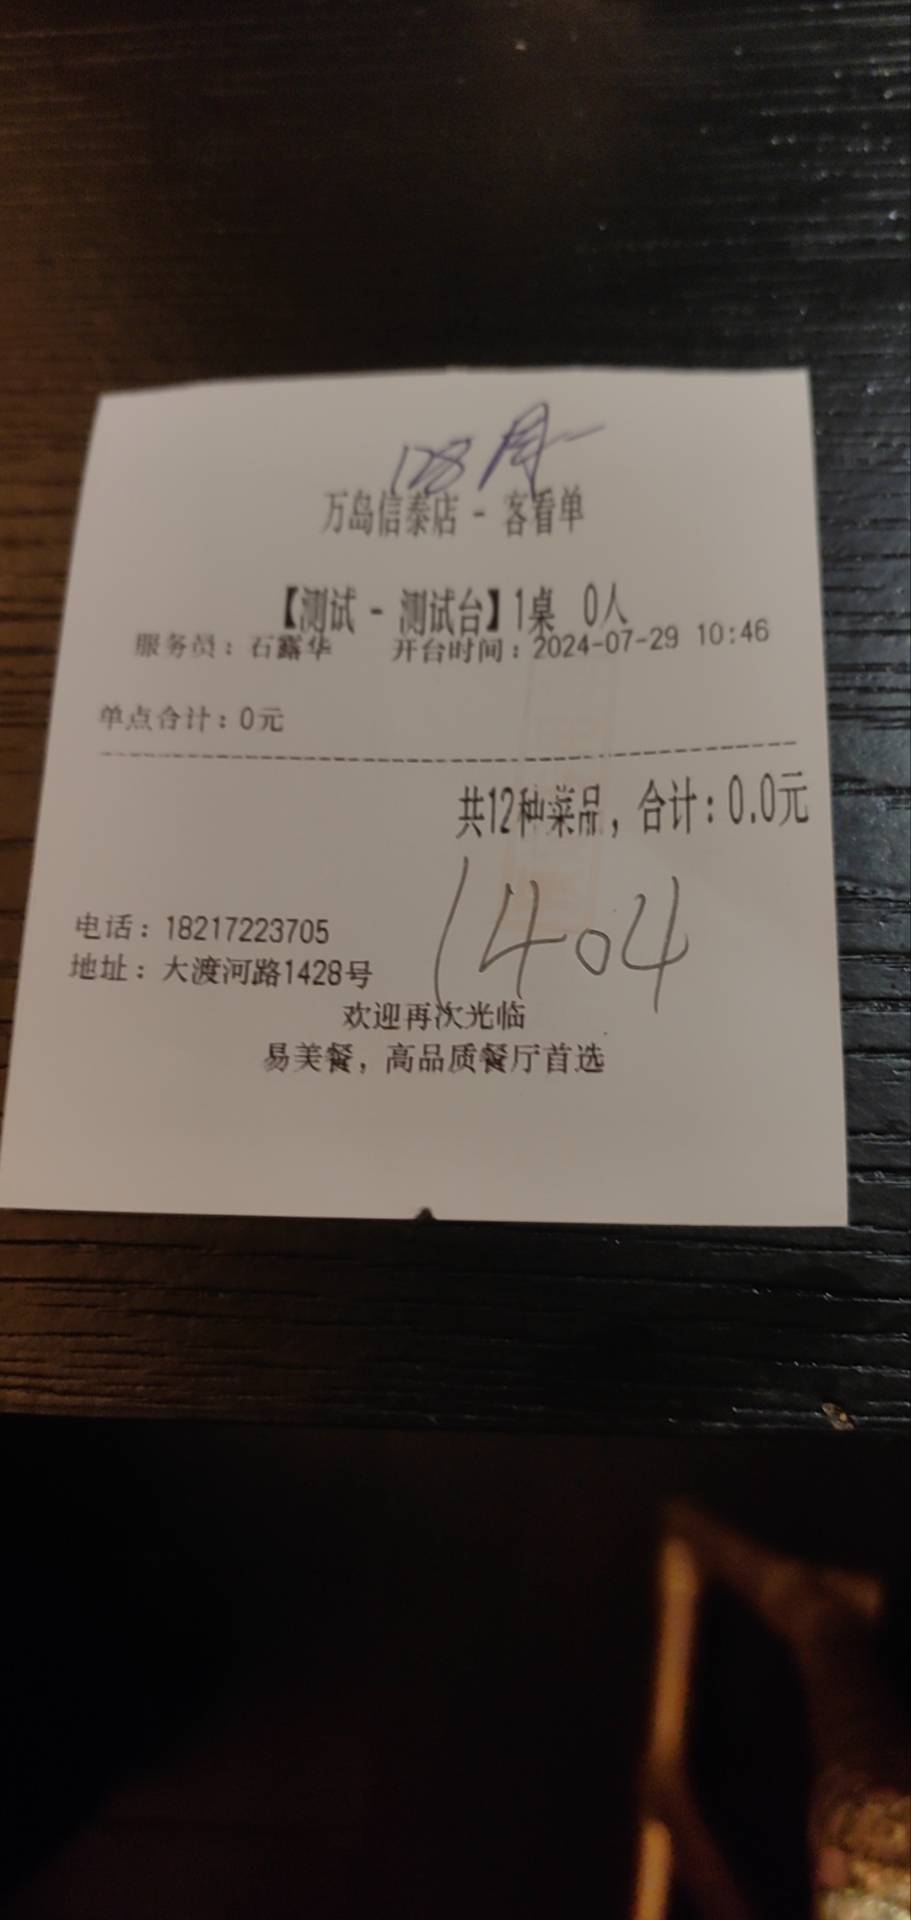 128
万岛信泰店 - 客看单
【测试 - 测试台】1桌 0人
服务员：石露华 开台时间：2024-07-29 10:46
单点合计：0元
共12种菜品，合计：0.0元
1404
电话：18217223705
地址：大渡河路1428号
欢迎再次光临
易美餐，高品质餐厅首选